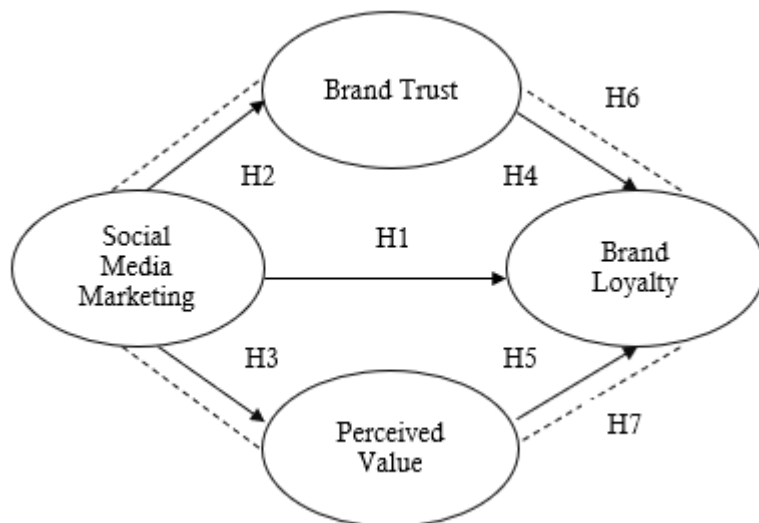 Brand Trust
H6
H2
H4
Social
Media
Marketing
H1
Brand
Loyalty
H3
H5
Perceived
Value
H7